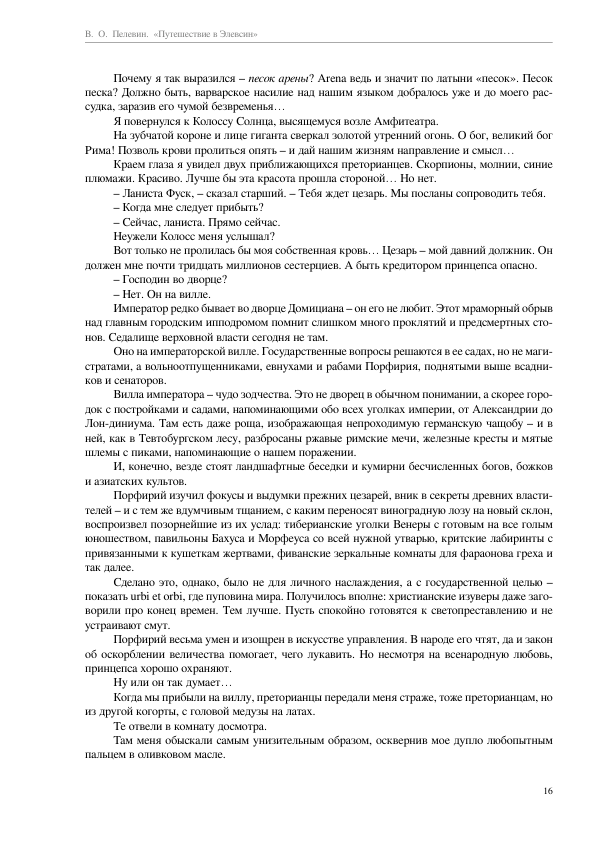 В. О. Пелевин. «Путешествие в Элевсин»
Почему я так выразился – песок арены? Arena ведь и значит по латыни «песок». Песок
песка? Должно быть, варварское насилие над нашим языком добралось уже и до моего рас-
судка, заразив его чумой безвременья…
Я повернулся к Колоссу Солнца, высящемуся возле Амфитеатра.
На зубчатой короне и лице гиганта сверкал золотой утренний огонь. О бог, великий бог
Рима! Позволь крови пролиться опять – и дай нашим жизням направление и смысл…
Краем глаза я увидел двух приближающихся преторианцев. Скорпионы, молнии, синие
плюмажи. Красиво. Лучше бы эта красота прошла стороной… Но нет.
– Ланиста Фуск, – сказал старший. – Тебя ждет цезарь. Мы посланы сопроводить тебя.
– Когда мне следует прибыть?
– Сейчас, ланиста. Прямо сейчас.
Неужели Колосс меня услышал?
Вот только не пролилась бы моя собственная кровь… Цезарь – мой давний должник. Он
должен мне почти тридцать миллионов сестерциев. А быть кредитором принцепса опасно.
– Господин во дворце?
– Нет. Он на вилле.
Император редко бывает во дворце Домициана – он его не любит. Этот мраморный обрыв
над главным городским ипподромом помнит слишком много проклятий и предсмертных сто-
нов. Седалище верховной власти сегодня не там.
Оно на императорской вилле. Государственные вопросы решаются в ее садах, но не маги-
стратами, а вольноотпущенниками, евнухами и рабами Порфирия, поднятыми выше всадни-
ков и сенаторов.
Вилла императора – чудо зодчества. Это не дворец в обычном понимании, а скорее горо-
док с постройками и садами, напоминающими обо всех уголках империи, от Александрии до
Лон-диниума. Там есть даже роща, изображающая непроходимую германскую чащобу – и в
ней, как в Тевтобургском лесу, разбросаны ржавые римские мечи, железные кресты и мятые
шлемы с пиками, напоминающие о нашем поражении.
И, конечно, везде стоят ландшафтные беседки и кумирни бесчисленных богов, божков
и азиатских культов.
Порфирий изучил фокусы и выдумки прежних цезарей, вник в секреты древних власти-
телей – и с тем же вдумчивым тщанием, с каким переносят виноградную лозу на новый склон,
воспроизвел позорнейшие из их услад: тиберианские уголки Венеры с готовым на все голым
юношеством, павильоны Бахуса и Морфеуса со всей нужной утварью, критские лабиринты с
привязанными к кушеткам жертвами, фиванские зеркальные комнаты для фараонова греха и
так далее.
Сделано это, однако, было не для личного наслаждения, а с государственной целью –
показать urbi et orbi, где пуповина мира. Получилось вполне: христианские изуверы даже заго-
ворили про конец времен. Тем лучше. Пусть спокойно готовятся к светопреставлению и не
устраивают смут.
Порфирий весьма умен и изощрен в искусстве управления. В народе его чтят, да и закон
об оскорблении величества помогает, чего лукавить. Но несмотря на всенародную любовь,
принцепса хорошо охраняют.
Ну или он так думает…
Когда мы прибыли на виллу, преторианцы передали меня страже, тоже преторианцам, но
из другой когорты, с головой медузы на латах.
Те отвели в комнату досмотра.
Там меня обыскали самым унизительным образом, осквернив мое дупло любопытным
пальцем в оливковом масле.
16